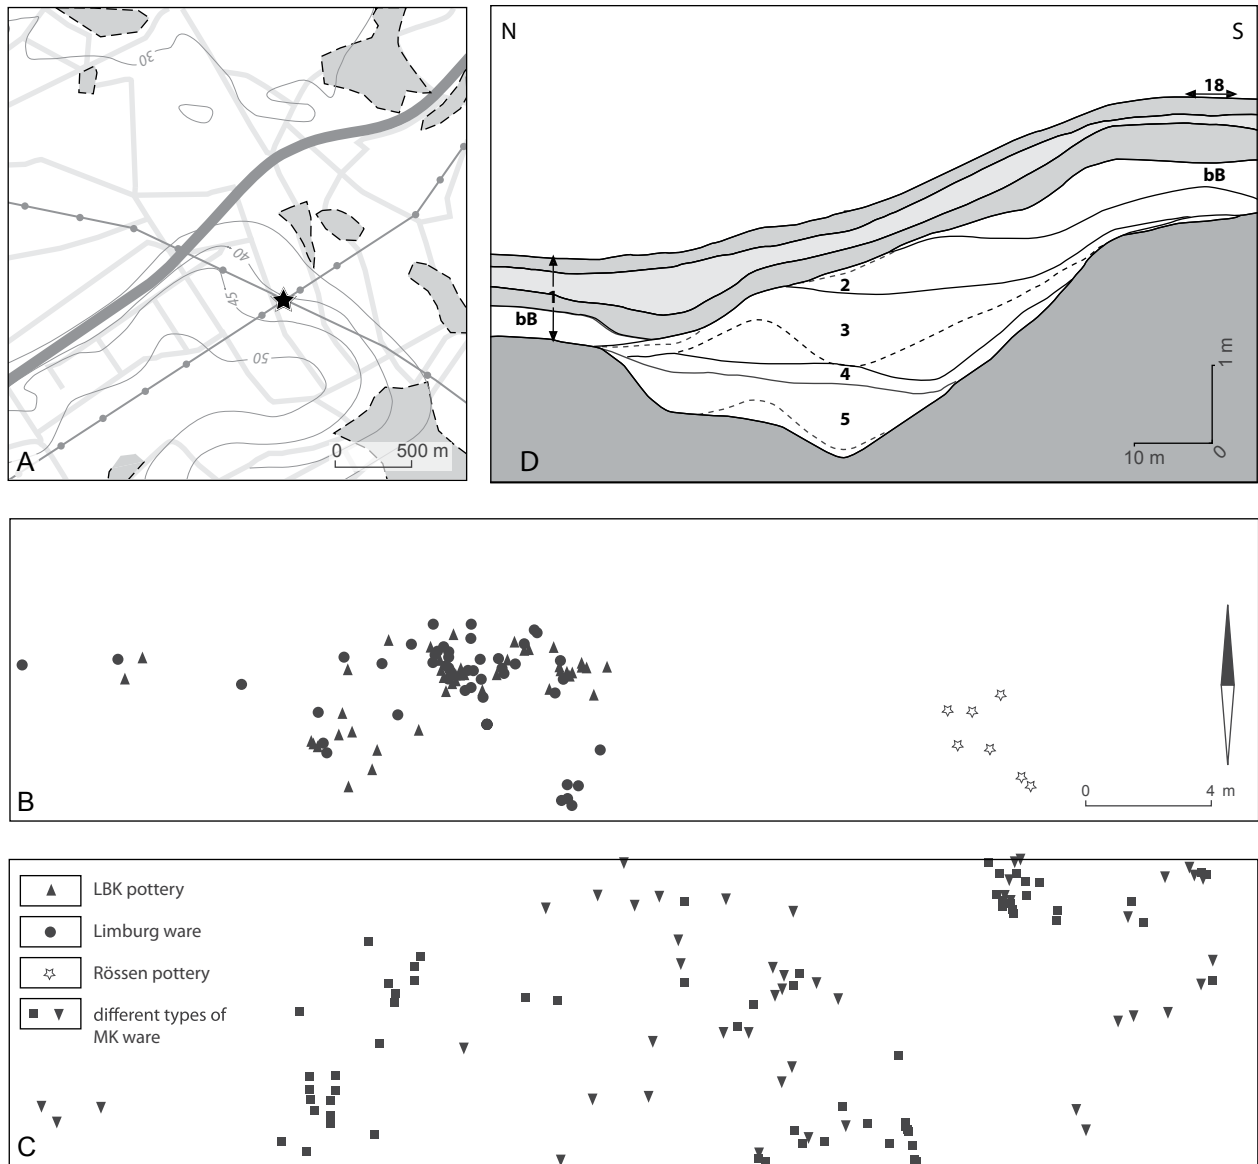 30
40
45
50
A
0 500 m
N S
18
bB
2
1
bB
3
4
5
1 m
D
10 m 0
B
0 4 m
LBK pottery
Limburg ware
Rössen pottery
different types of
MK ware
C